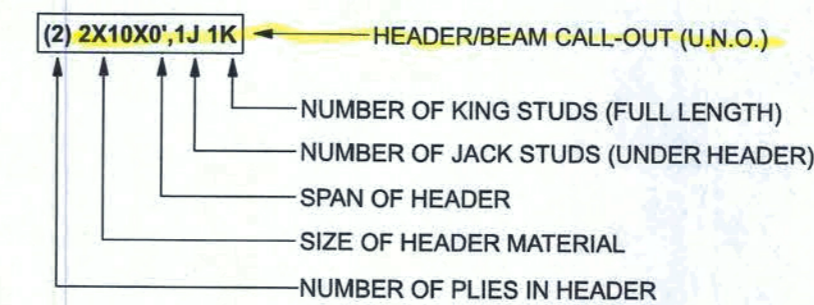 (2) 2X10X0',1J 1K HEADER/BEAM CALL-OUT (U.N.O.)
NUMBER OF KING STUDS (FULL LENGTH)
NUMBER OF JACK STUDS (UNDER HEADER)
SPAN OF HEADER
SIZE OF HEADER MATERIAL
NUMBER OF PLIES IN HEADER